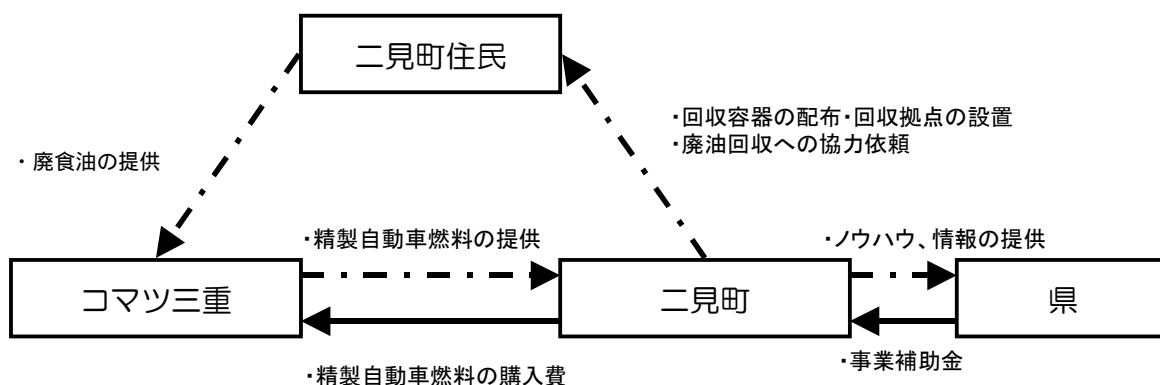 二見町住民
・回収容器の配布・回収拠点の設置
・廃油回収への協力依頼
・廃食油の提供
・精製自動車燃料の提供
・ノウハウ、情報の提供
コマツ三重
二見町
県
・事業補助金
・精製自動車燃料の購入費